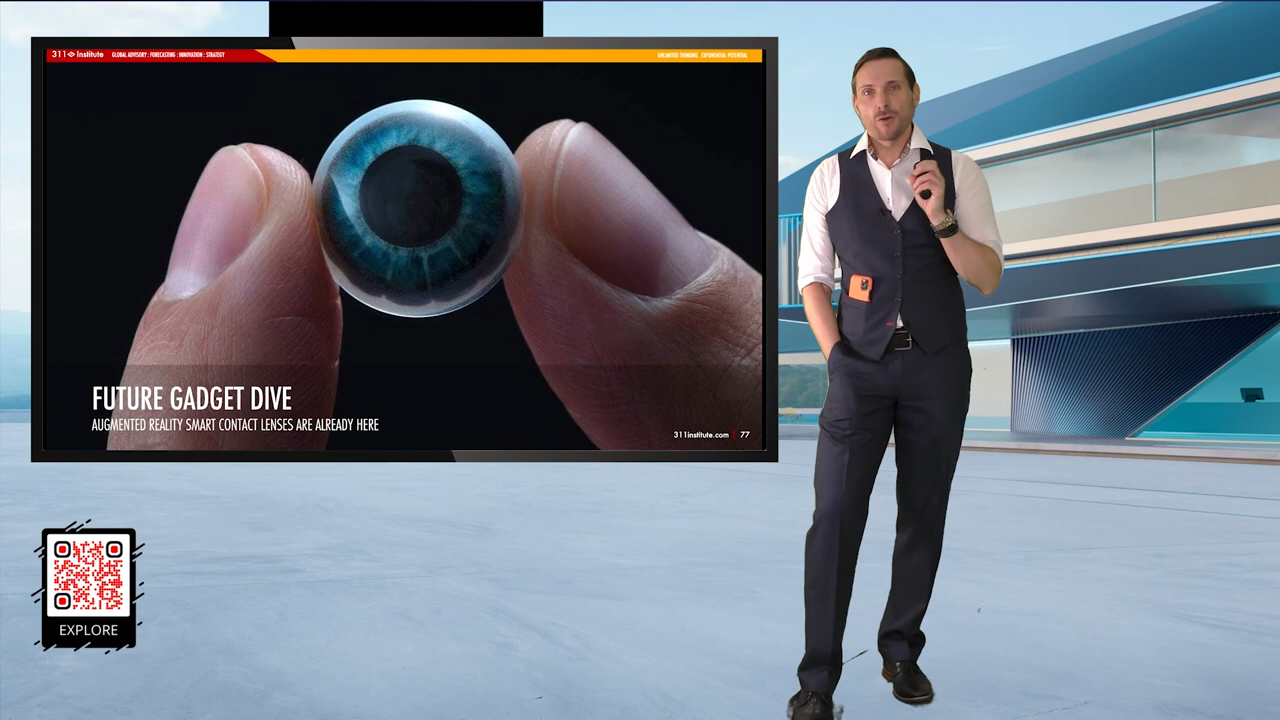 311 Institute GLOBAL ADVISORY : FORECASTING : INNOVATION : STRATEGY
UNLIMITED THINKING . EXPONENTIAL POTENTIAL
FUTURE GADGET DIVE
AUGMENTED REALITY SMART CONTACT LENSES ARE ALREADY HERE
311institute.com | 77
EXPLORE